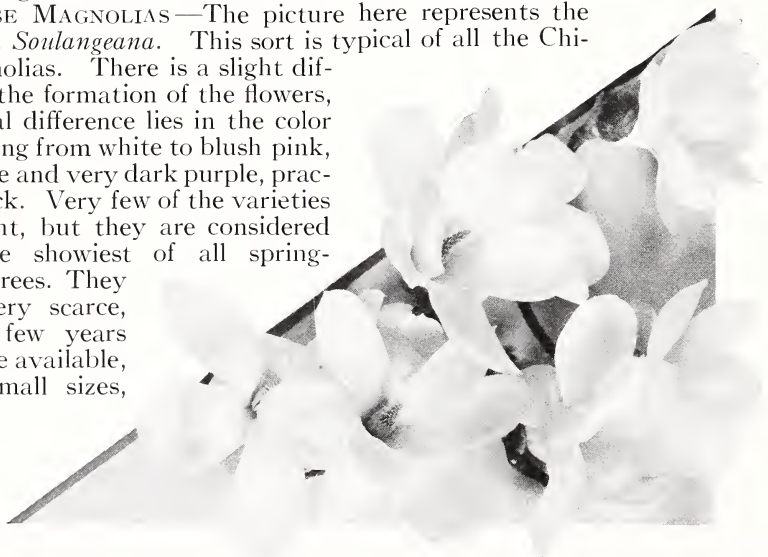 SE MAGNOLIAS—The picture here represents the
Soulangeana. This sort is typical of all the Chi-
nolias. There is a slight dif-
the formation of the flowers,
al difference lies in the color
ng from white to blush pink,
e and very dark purple, prac-
ck. Very few of the varieties
nt, but they are considered
e showiest of all spring-
rees. They
ery scarce,
few years
e available,
mall sizes,